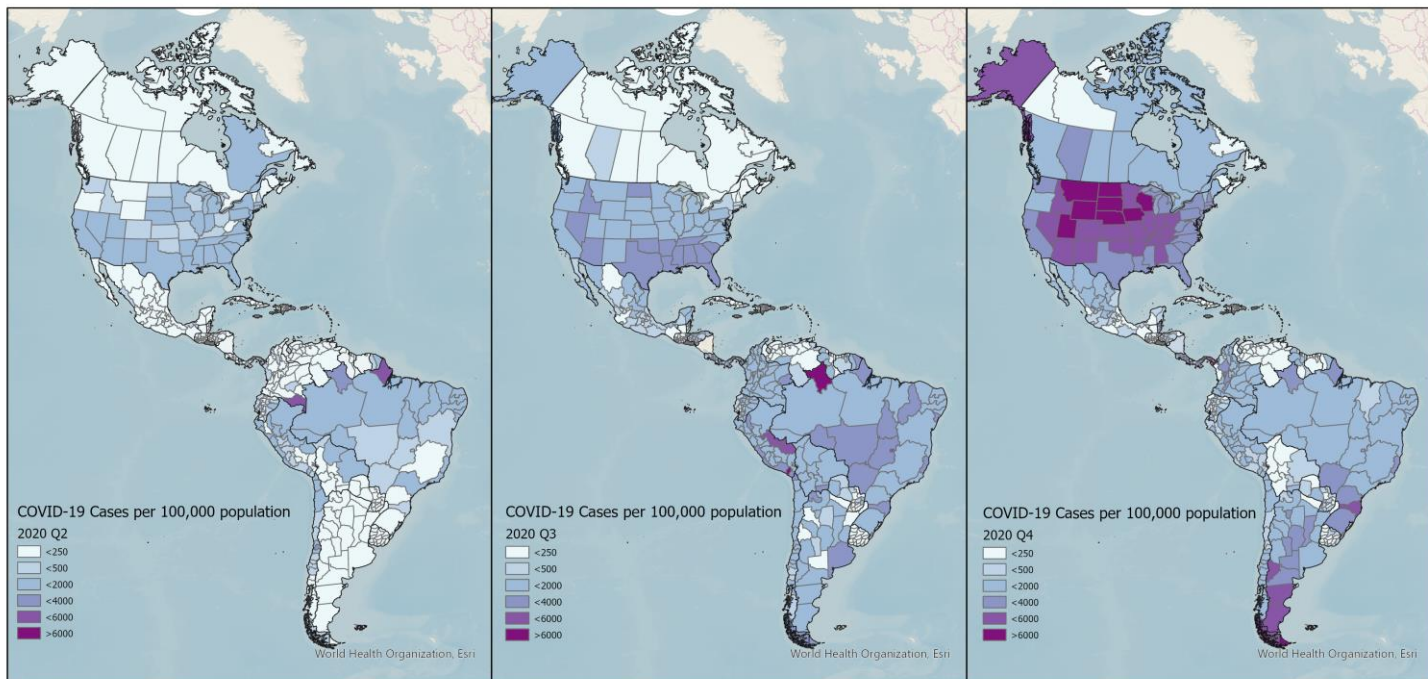 COVID-19 Cases per 100,000 population
2020 Q2
<250
<500
<2000
<4000
<6000
>6000
World Health Organization, Esri
COVID-19 Cases per 100,000 population
2020 Q3
<250
<500
<2000
<4000
<6000
>6000
World Health Organization, Esri
COVID-19 Cases per 100,000 population
2020 Q4
<250
<500
<2000
<4000
<6000
>6000
World Health Organization, Esri